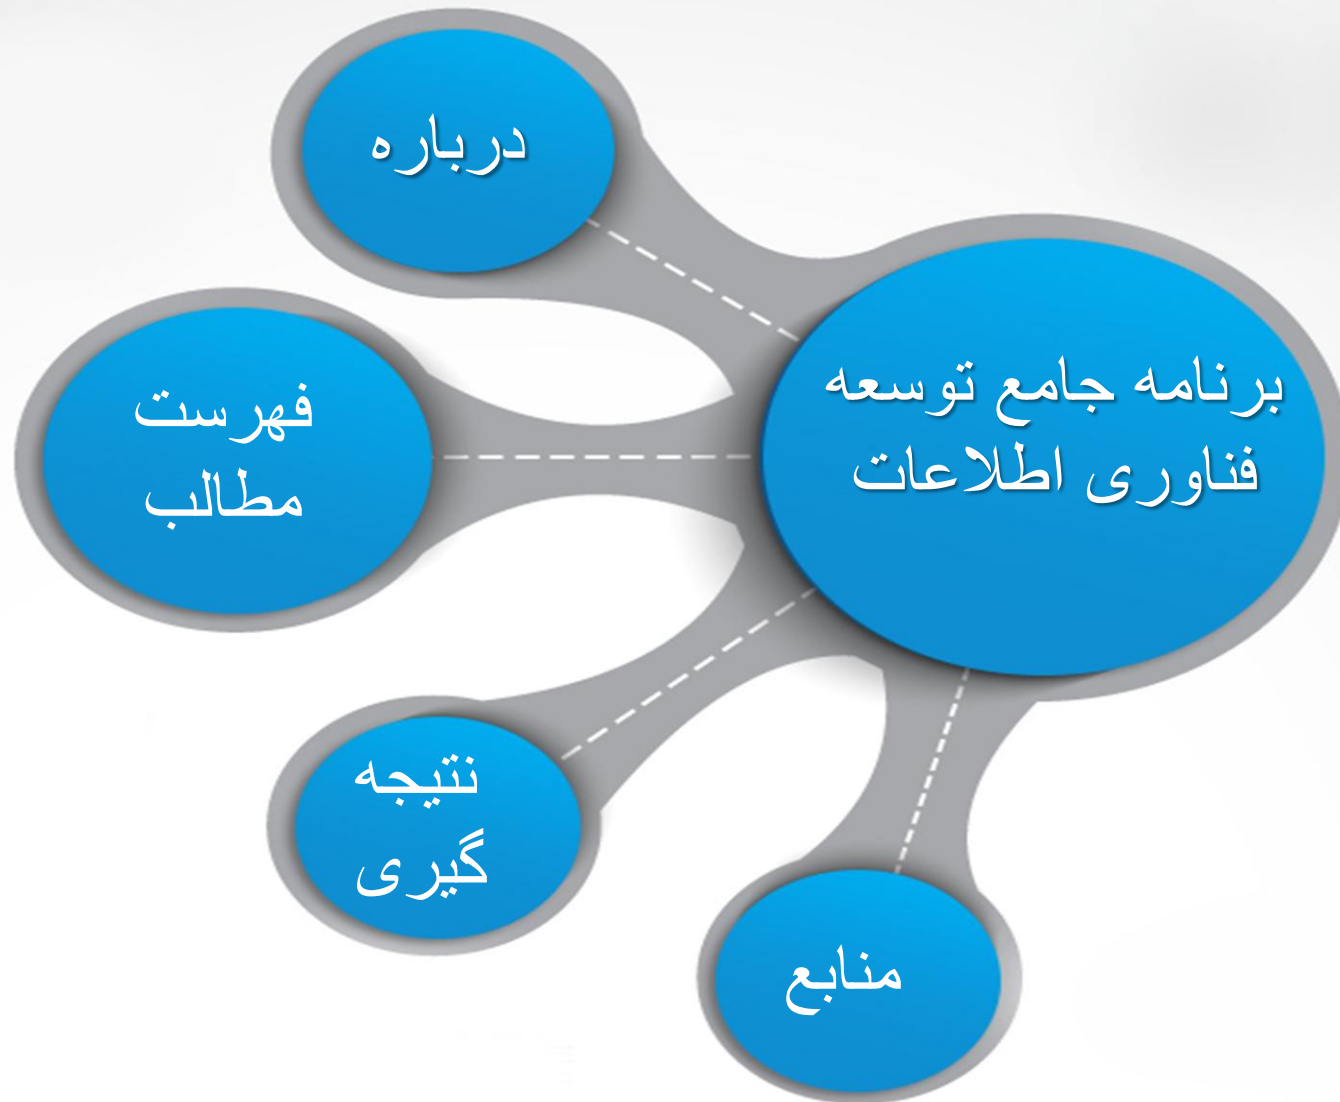 درباره
برنامه جامع توسعه
فناوری اطلاعات
فهرست
مطالب
نتیجه
گیری
منابع